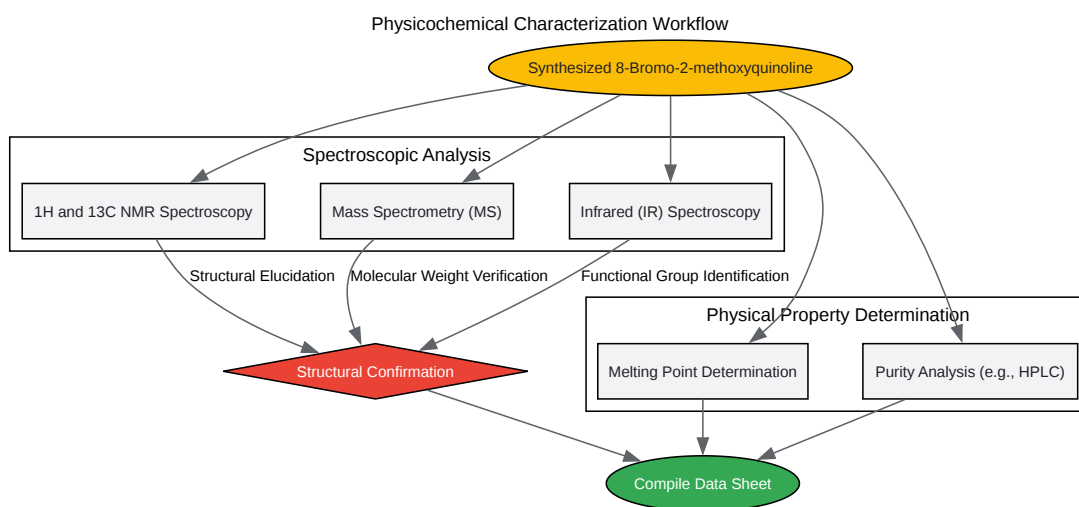 Physicochemical Characterization Workflow
Synthesized 8-Bromo-2-methoxyquinoline
Spectroscopic Analysis
1H and 13C NMR Spectroscopy
Mass Spectrometry (MS)
Infrared (IR) Spectroscopy
Structural Elucidation
Molecular Weight Verification
Functional Group Identification
Physical Property Determination
Structural Confirmation
Melting Point Determination
Purity Analysis (e.g., HPLC)
Compile Data Sheet